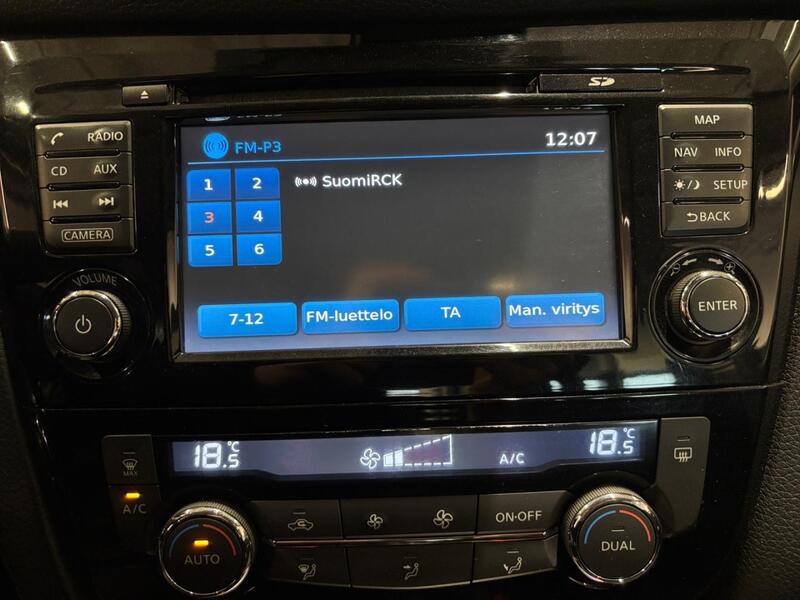 SD
RADIO
CD AUX
CAMERA
VOLUME
FM-P3 12:07
1 2 SuomiRCK
3 4
5 6
7-12 FM-luettelo TA Man. viritys
MAP
NAV INFO
SETUP
BACK
ENTER
18.5°C A/C 18.5°C
MAX
A/C
AUTO
ON·OFF
DUAL